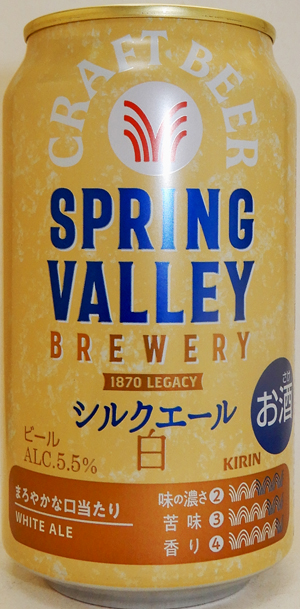 CRAFT BEER
SPRING
VALLEY
BREWERY
1870 LEGACY
シルクエール
白
ビール
ALC.5.5%
さけ
お酒
KIRIN
まろやかな口当たり
WHITE ALE
味の濃さ ②
苦味 ③
香り ④